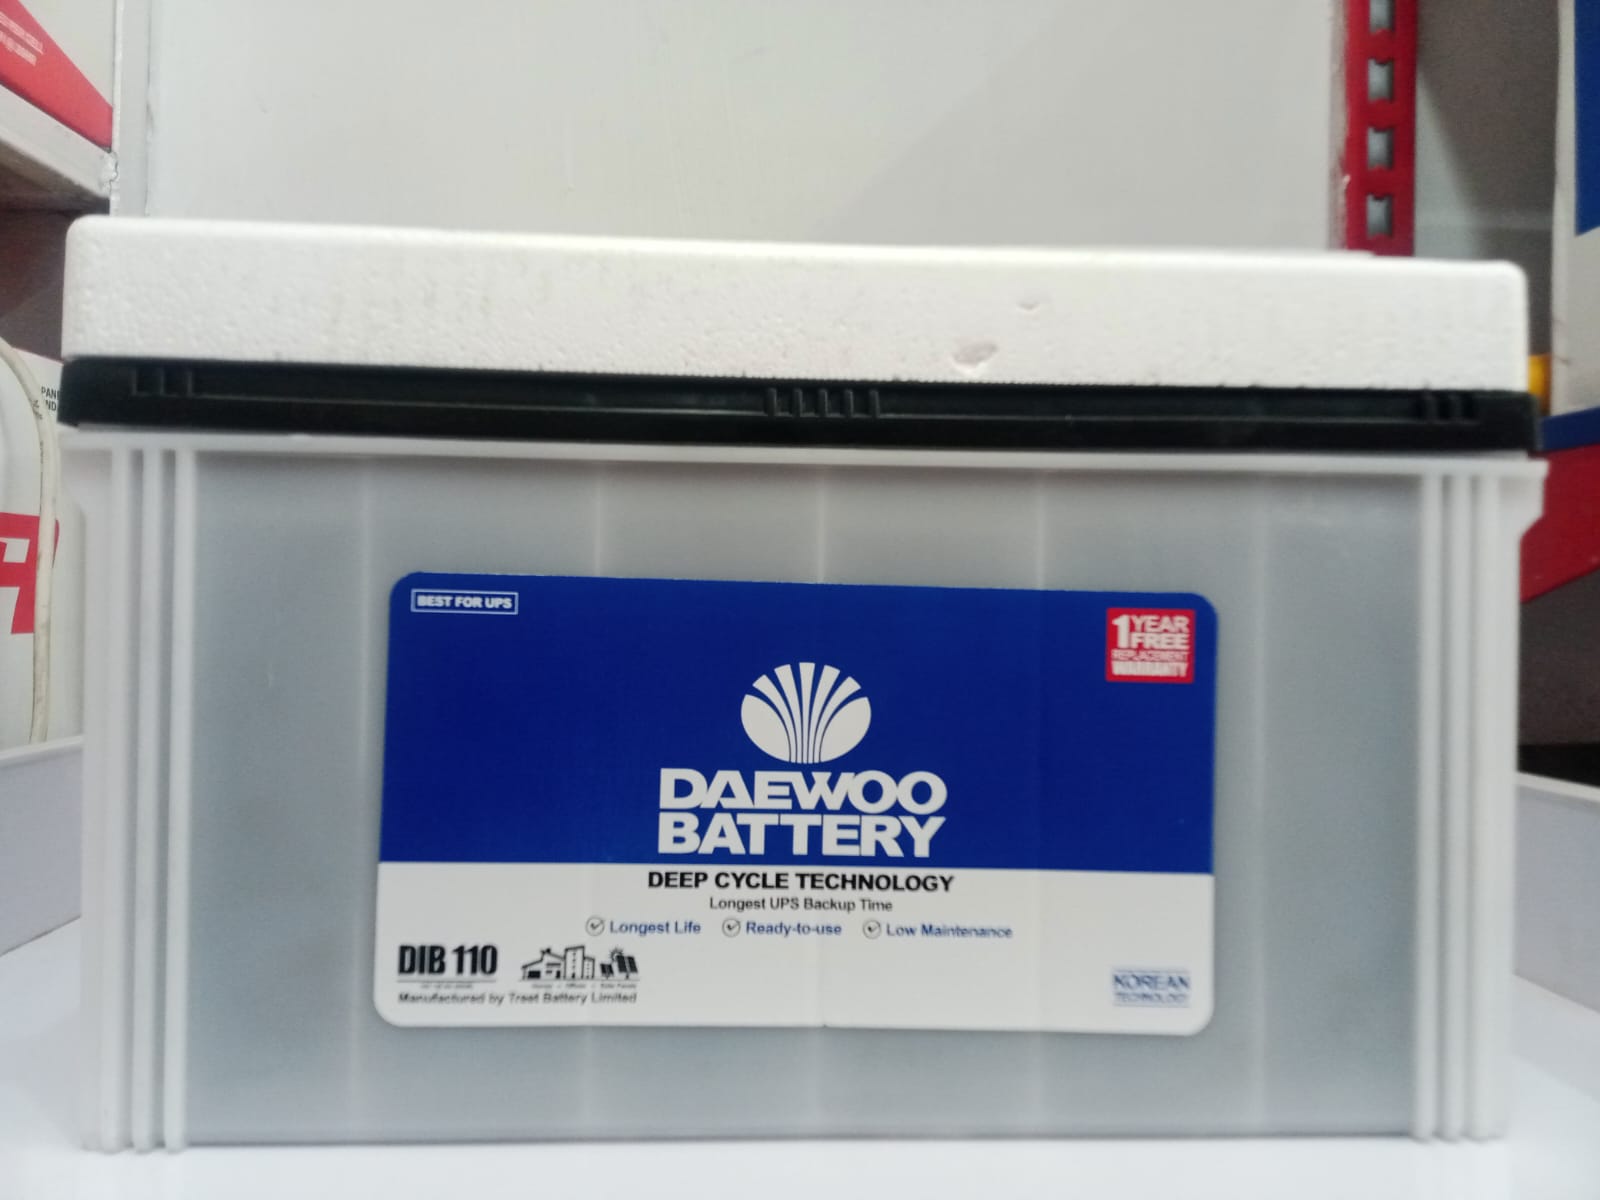 BEST FOR UPS
1 YEAR
FREE
REPLACEMENT
WARRANTY
DAEWOO
BATTERY
DEEP CYCLE TECHNOLOGY
Longest UPS Backup Time
Longest Life Ready-to-use Low Maintenance
DIB 110
Manufactured by Treet Battery Limited
KOREAN
TECHNOLOGY